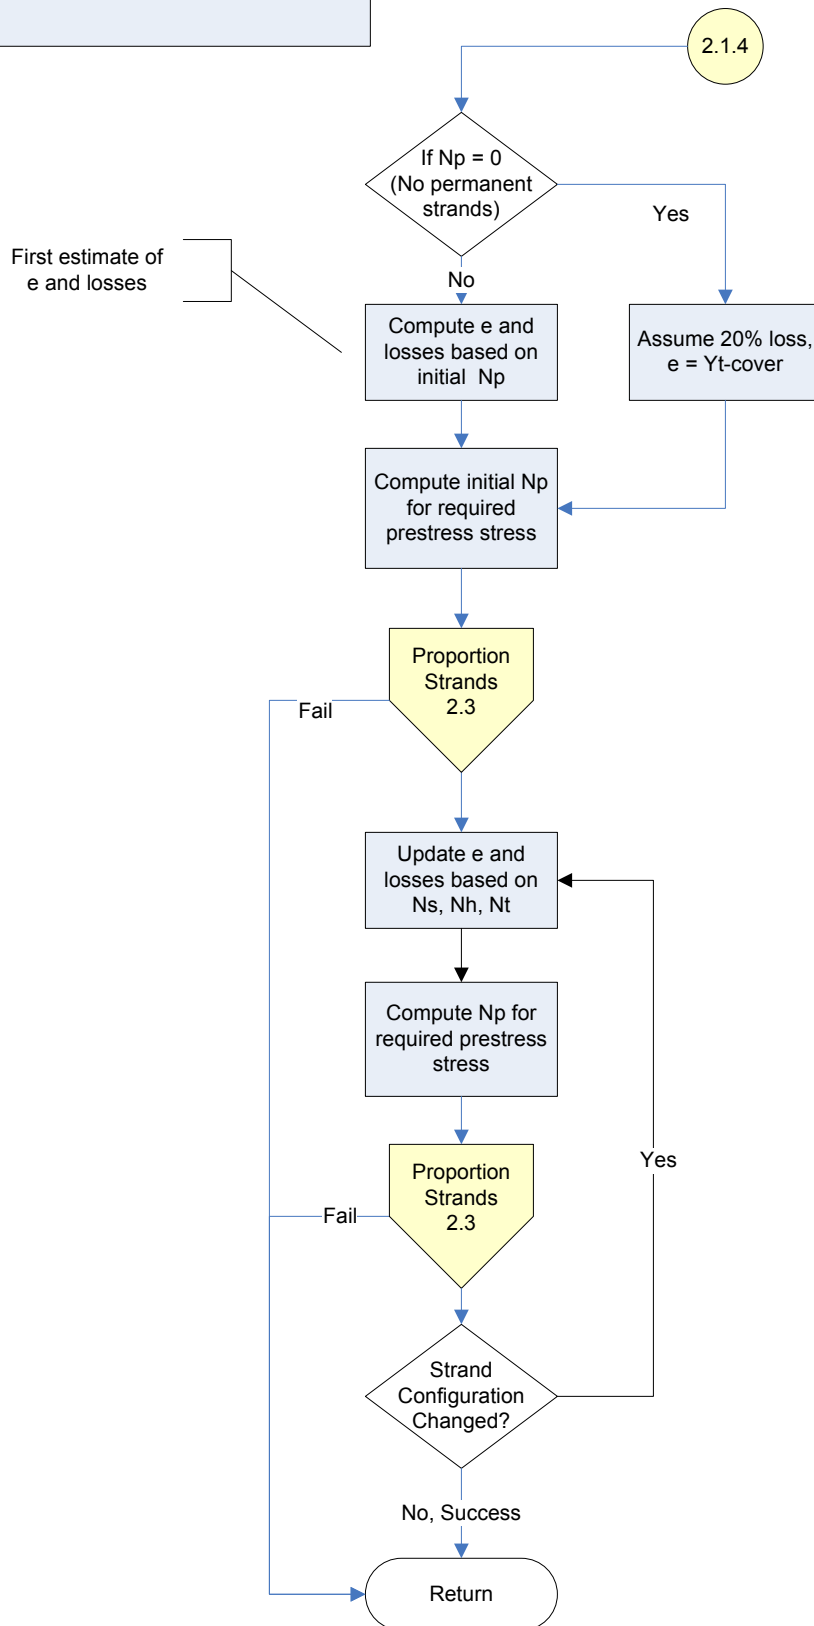 2.1.4
If Np = 0
(No permanent
strands)
Yes
First estimate of
e and losses
No
Compute e and
losses based on
initial  Np
Assume 20% loss,
e = Yt-cover
Compute initial Np
for required
prestress stress
Proportion
Strands
2.3
Fail
Update e and
losses based on
Ns, Nh, Nt
Compute Np for
required prestress
stress
Proportion
Strands
2.3
Yes
Fail
Strand
Configuration
Changed?
No, Success
Return